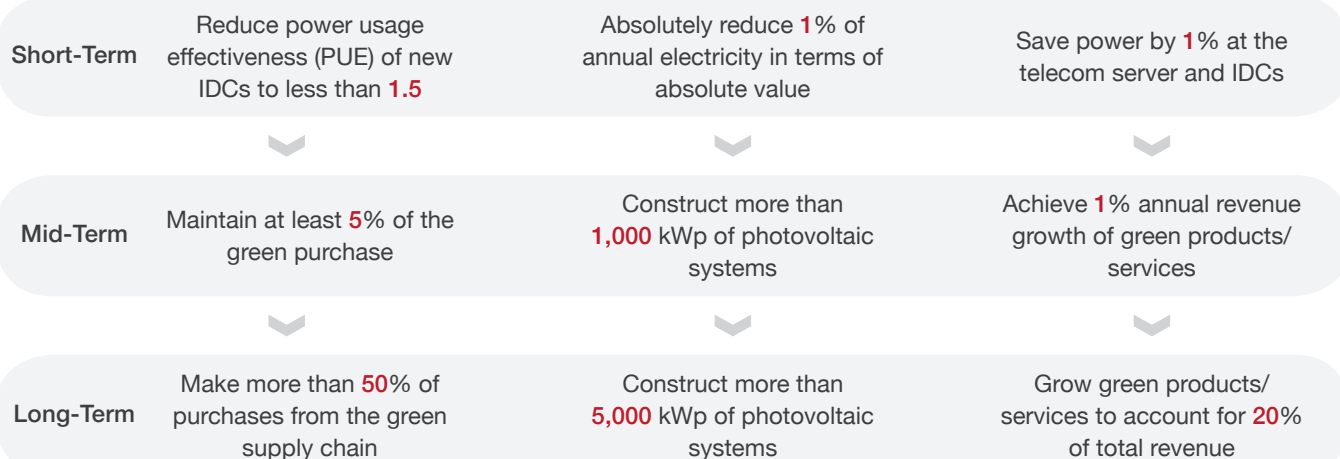 Short-Term
Reduce power usage
effectiveness (PUE) of new
IDCs to less than 1.5
Absolutely reduce 1% of
annual electricity in terms of
absolute value
Save power by 1% at the
telecom server and IDCs
Mid-Term
Maintain at least 5% of the
green purchase
Construct more than
1,000 kWp of photovoltaic
systems
Achieve 1% annual revenue
growth of green products/
services
Long-Term
Make more than 50% of
purchases from the green
supply chain
Construct more than
5,000 kWp of photovoltaic
systems
Grow green products/
services to account for 20%
of total revenue